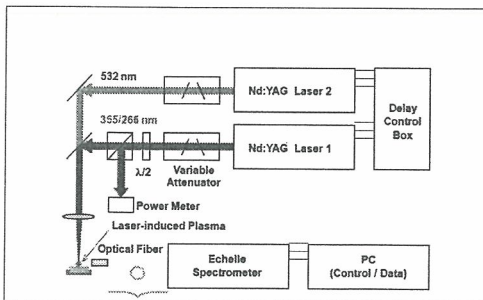 532 nm
Nd:YAG Laser 2
Delay
Control
Box
355/266 nm
λ/2
Variable
Attenuator
Nd:YAG Laser 1
Power Meter
Laser-induced Plasma
Optical Fiber
Echelle
Spectrometer
PC
(Control / Data)